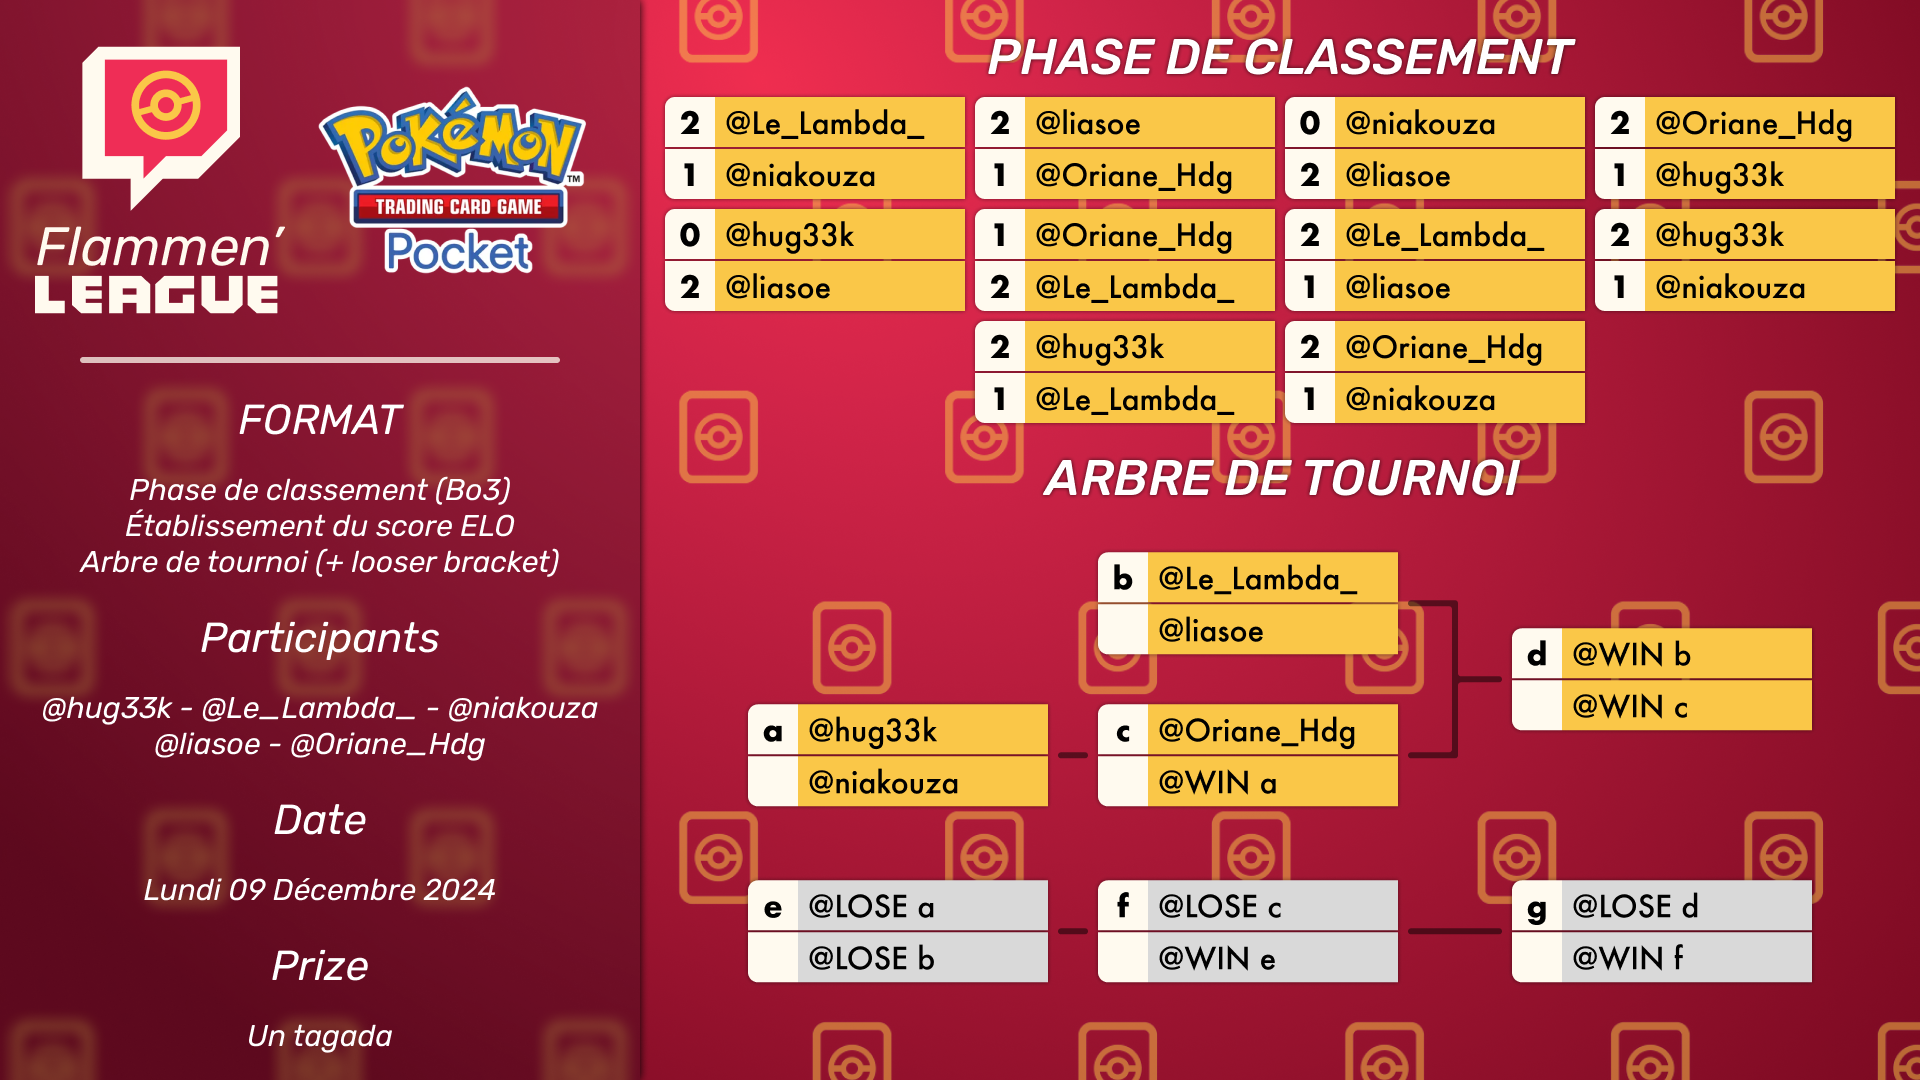 Flammen'
LEAGUE
POKéMON
TM
TRADING CARD GAME
Pocket
FORMAT
Phase de classement (Bo3)
Établissement du score ELO
Arbre de tournoi (+ looser bracket)
Participants
@hug33k - @Le_Lambda_ - @niakouza
@liasoe - @Oriane_Hdg
Date
Lundi 09 Décembre 2024
Prize
Un tagada
PHASE DE CLASSEMENT
2 @Le_Lambda_
1 @niakouza
2 @liasoe
1 @Oriane_Hdg
0 @niakouza
2 @liasoe
2 @Oriane_Hdg
1 @hug33k
0 @hug33k
2 @liasoe
1 @Oriane_Hdg
2 @Le_Lambda_
2 @Le_Lambda_
1 @liasoe
2 @hug33k
1 @niakouza
2 @hug33k
1 @Le_Lambda_
2 @Oriane_Hdg
1 @niakouza
ARBRE DE TOURNOI
b @Le_Lambda_
@liasoe
d @WIN b
@WIN c
a @hug33k
@niakouza
c @Oriane_Hdg
@WIN a
e @LOSE a
@LOSE b
f @LOSE c
@WIN e
g @LOSE d
@WIN f